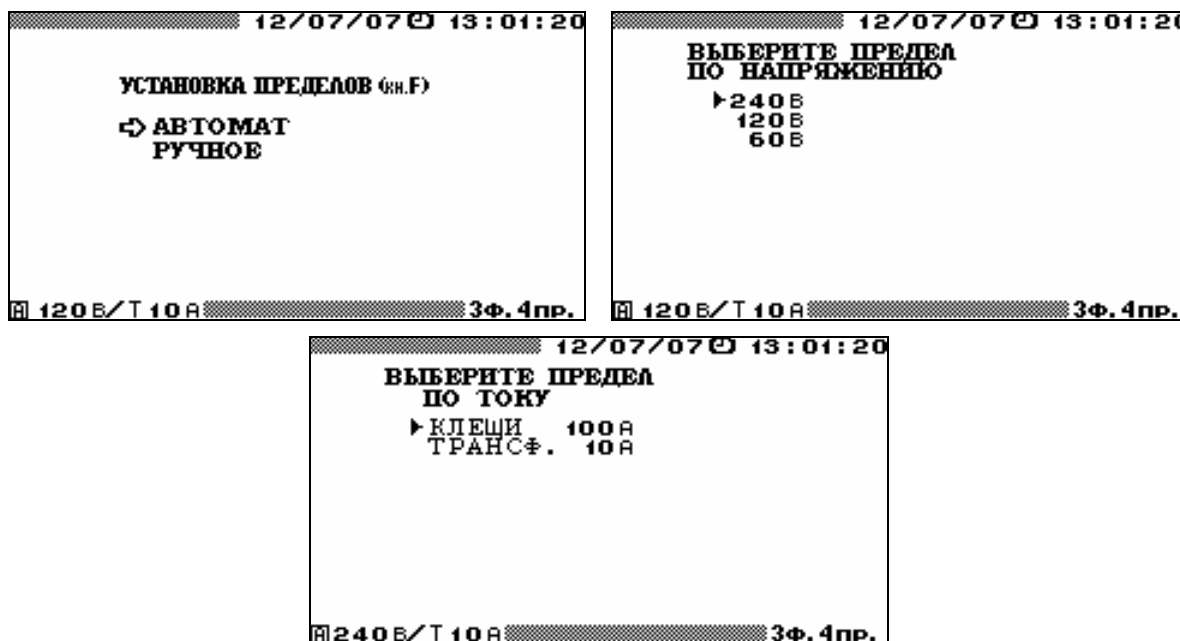 12/07/07 13:01:20
УСТАНОВКА ПРЕДЕЛОВ (кн.F)
АВТОМАТ
РУЧНОЕ
А 120В/Т10А 3ф.4пр.
12/07/07 13:01:20
ВЫБЕРИТЕ ПРЕДЕЛ
ПО НАПРЯЖЕНИЮ
240В
120В
60В
А 120В/Т10А 3ф.4пр.
12/07/07 13:01:20
ВЫБЕРИТЕ ПРЕДЕЛ
ПО ТОКУ
КЛЕЩИ 100А
ТРАНСФ. 10А
А 240В/Т10А 3ф.4пр.